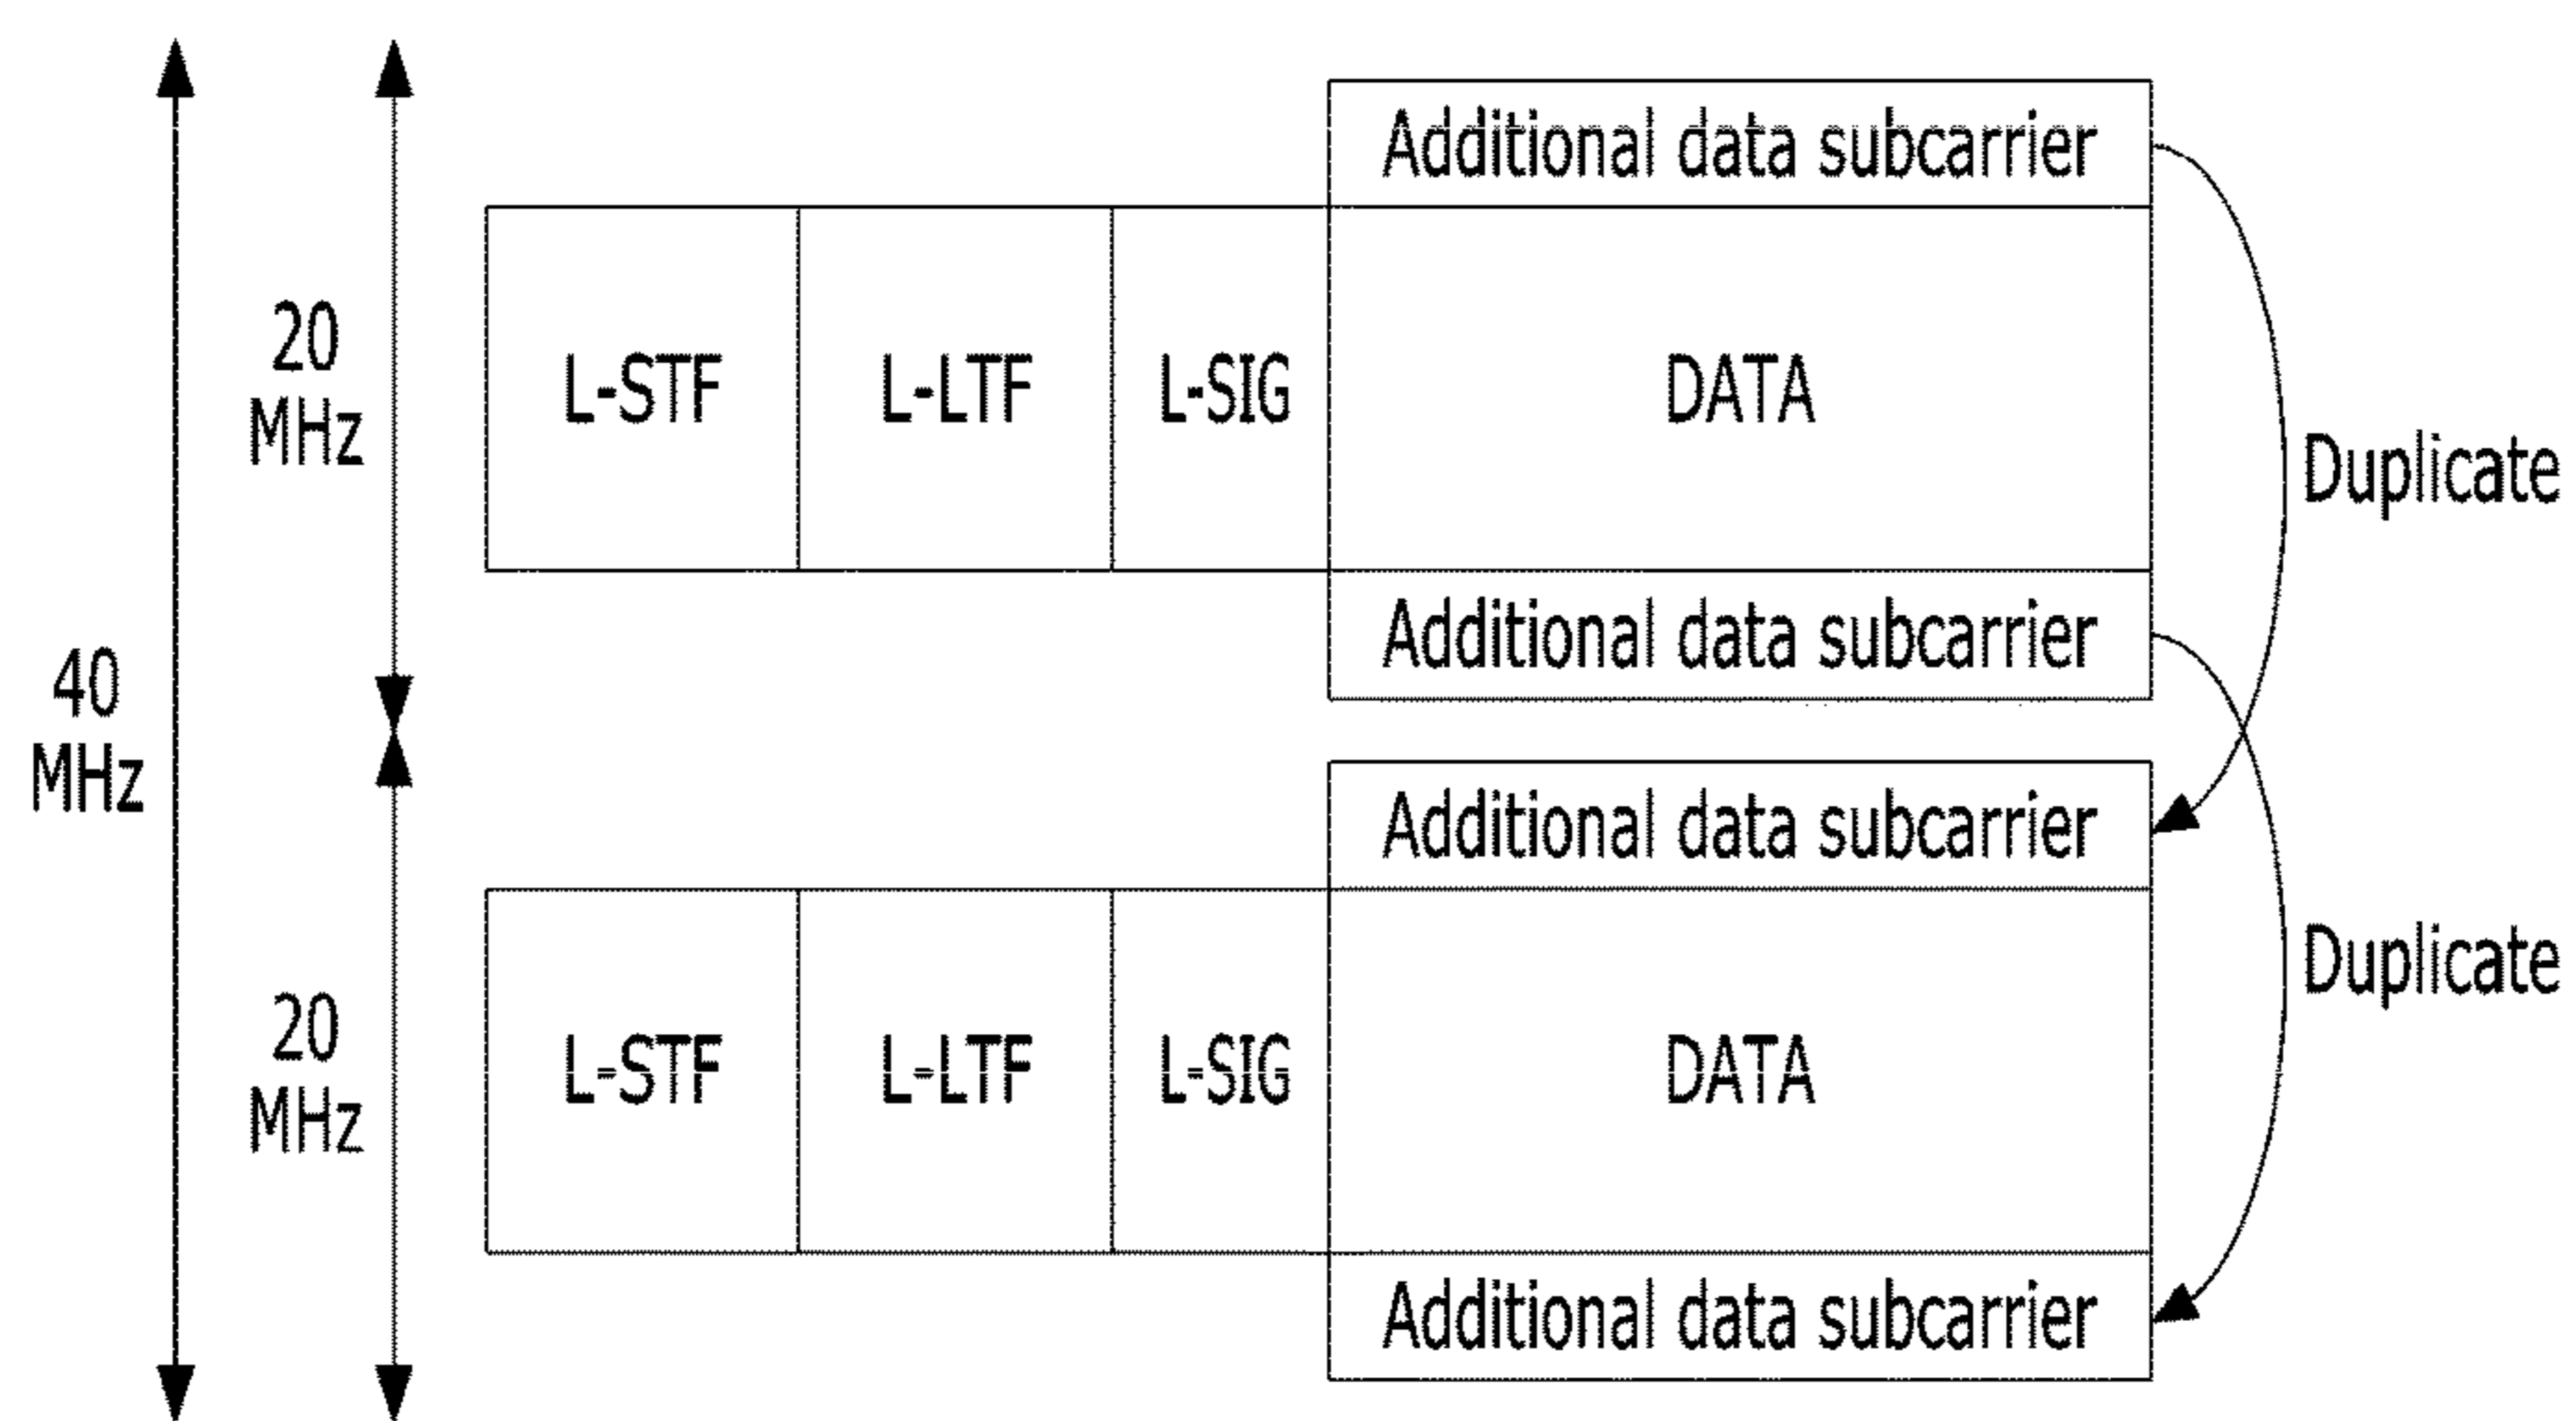 Additional data subcarrier
20
MHz
L-STF L-LTF L-SIG DATA
Duplicate
Additional data subcarrier
40
MHz
Additional data subcarrier
Duplicate
20
MHz
L-STF L-LTF L-SIG DATA
Additional data subcarrier